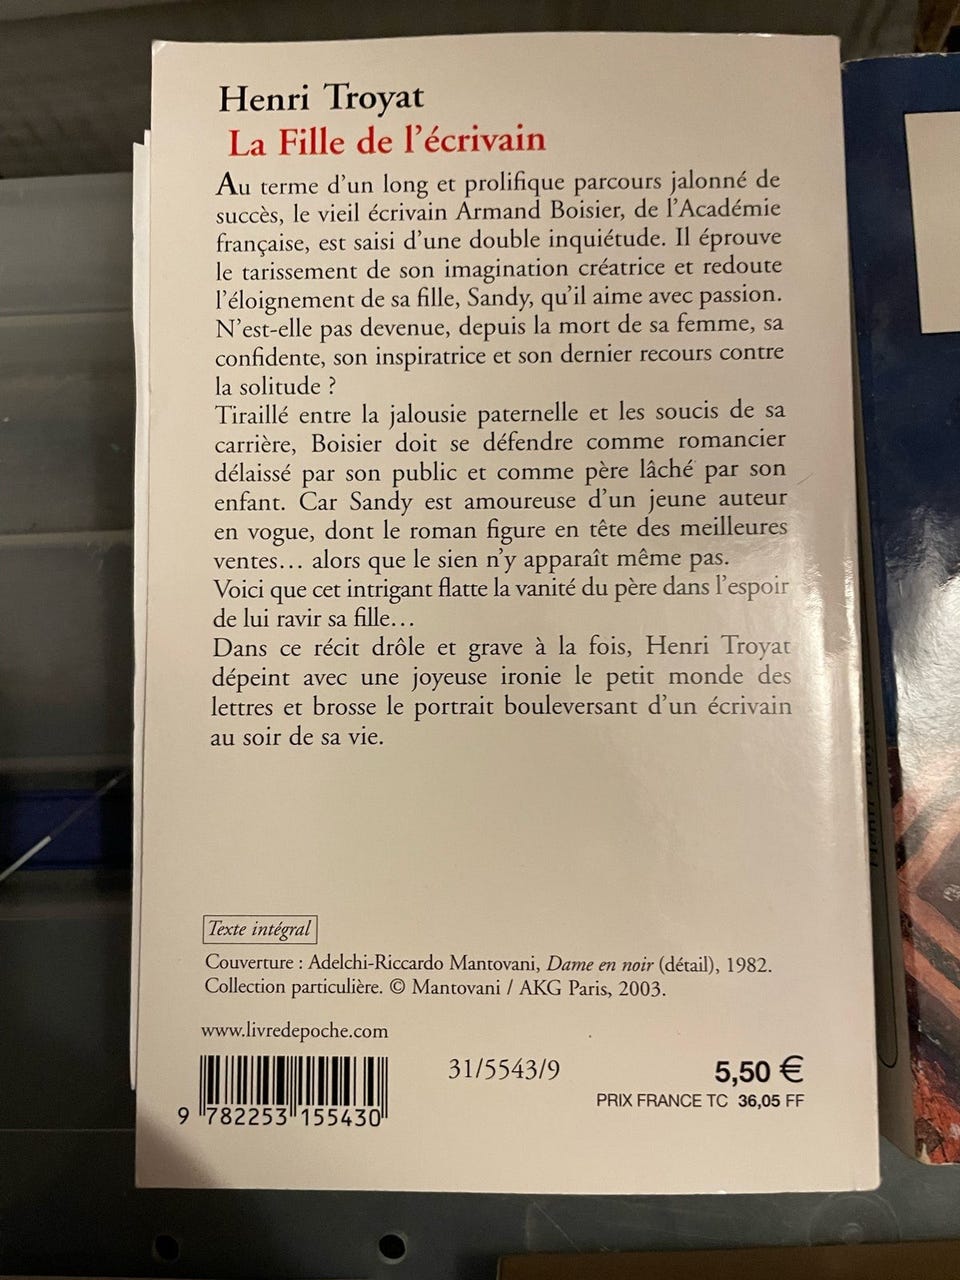 Henri Troyat
La Fille de l'écrivain
Au terme d'un long et prolifique parcours jalonné de
succès, le vieil écrivain Armand Boisier, de l'Académie
française, est saisi d'une double inquiétude. Il éprouve
le tarissement de son imagination créatrice et redoute
l'éloignement de sa fille, Sandy, qu'il aime avec passion.
N'est-elle pas devenue, depuis la mort de sa femme, sa
confidente, son inspiratrice et son dernier recours contre
la solitude ?
Tiraillé entre la jalousie paternelle et les soucis de sa
carrière, Boisier doit se défendre comme romancier
délaissé par son public et comme père lâché par son
enfant. Car Sandy est amoureuse d'un jeune auteur
en vogue, dont le roman figure en tête des meilleures
ventes… alors que le sien n'y apparaît même pas.
Voici que cet intrigant flatte la vanité du père dans l'espoir
de lui ravir sa fille…
Dans ce récit drôle et grave à la fois, Henri Troyat
dépeint avec une joyeuse ironie le petit monde des
lettres et brosse le portrait bouleversant d'un écrivain
au soir de sa vie.
Texte intégral
Couverture : Adelchi-Riccardo Mantovani, Dame en noir (détail), 1982.
Collection particulière. © Mantovani / AKG Paris, 2003.
www.livredepoche.com
31/5543/9
5,50 €
PRIX FRANCE TC 36,05 FF
9 782253 155430
Henri Troyat